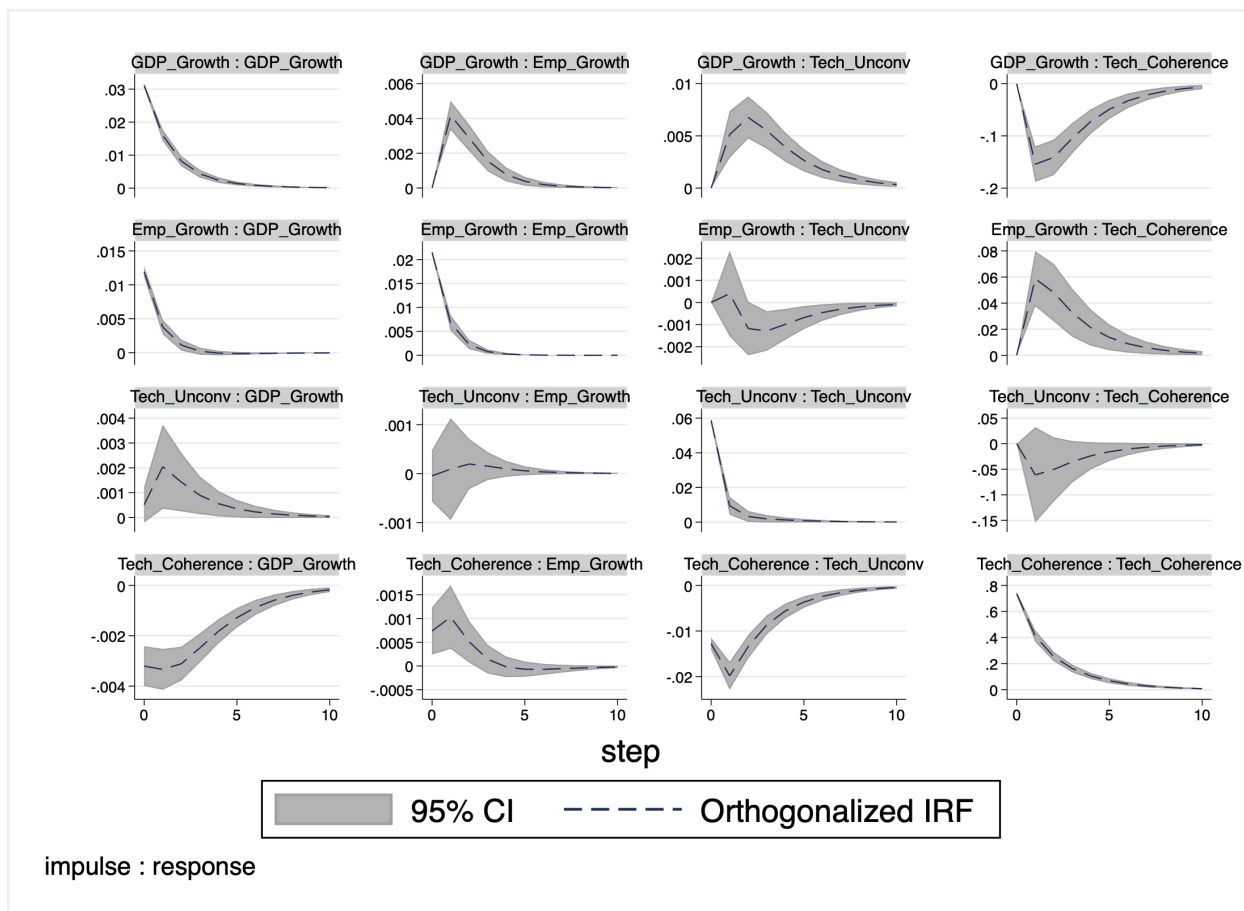 GDP_Growth : GDP_Growth
GDP_Growth : Emp_Growth
GDP_Growth : Tech_Unconv
GDP_Growth : Tech_Coherence
.03
.02
.01
0
.006
.004
.002
0
.01
.005
0
0
-.1
-.2
Emp_Growth : GDP_Growth
Emp_Growth : Emp_Growth
Emp_Growth : Tech_Unconv
Emp_Growth : Tech_Coherence
.015
.01
.005
0
.02
.01
.005
0
.002
.001
0
-.001
-.002
.08
.06
.04
.02
0
Tech_Unconv : GDP_Growth
Tech_Unconv : Emp_Growth
Tech_Unconv : Tech_Unconv
Tech_Unconv : Tech_Coherence
.004
.003
.002
.001
0
.001
0
-.001
.06
.04
.02
0
.05
0
-.05
-.1
-.15
Tech_Coherence : GDP_Growth
Tech_Coherence : Emp_Growth
Tech_Coherence : Tech_Unconv
Tech_Coherence : Tech_Coherence
0
-.002
-.004
.0015
.001
.0005
0
-.0005
0
-.01
-.02
.8
.6
.4
.2
0
0 5 10
0 5 10
0 5 10
0 5 10
step
95% CI
Orthogonalized IRF
impulse : response